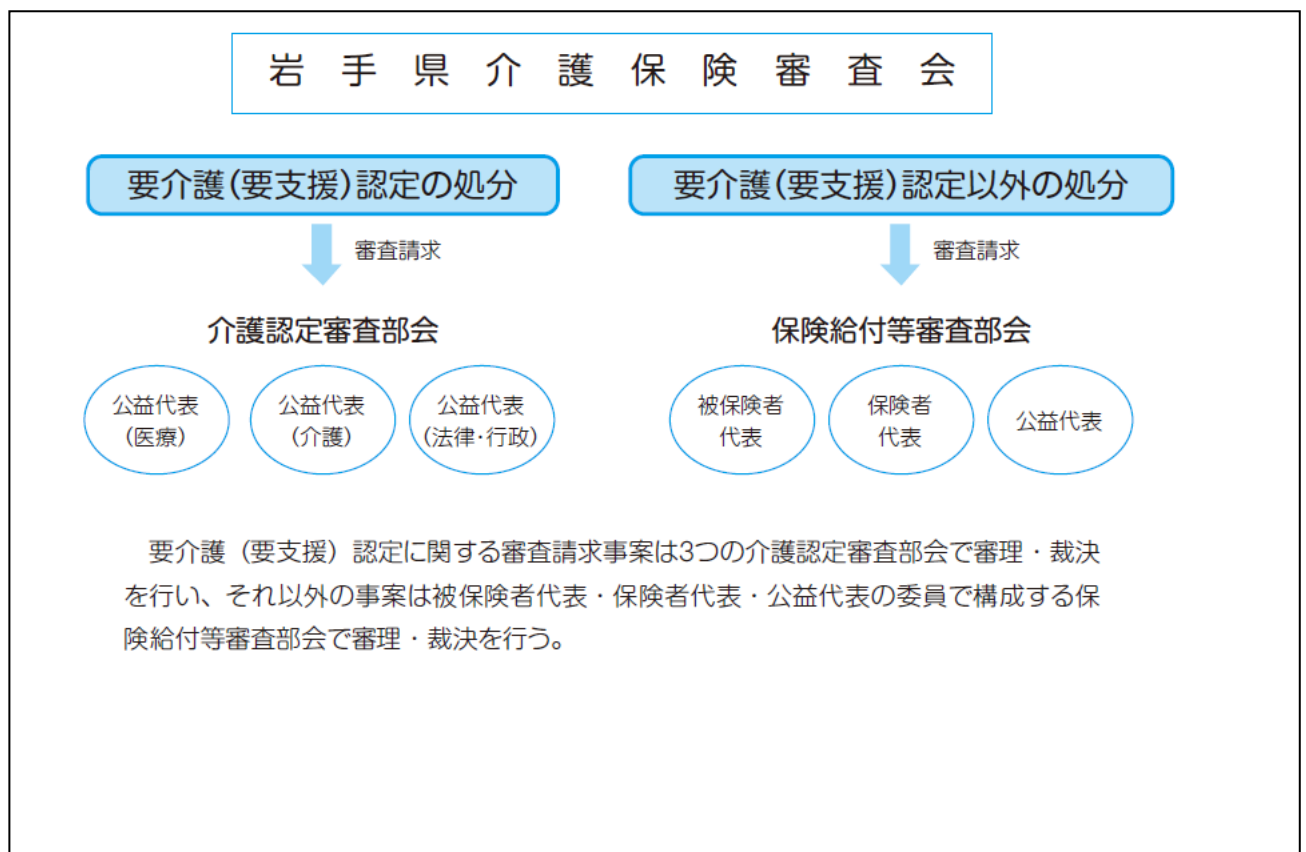 岩手県介護保険審査会
要介護(要支援)認定の処分
審査請求
介護認定審査部会
公益代表
(医療)
公益代表
(介護)
公益代表
(法律・行政)
要介護(要支援)認定以外の処分
審査請求
保険給付等審査部会
被保険者
代表
保険者
代表
公益代表
要介護（要支援）認定に関する審査請求事案は3つの介護認定審査部会で審理・裁決
を行い、それ以外の事案は被保険者代表・保険者代表・公益代表の委員で構成する保
険給付等審査部会で審理・裁決を行う。